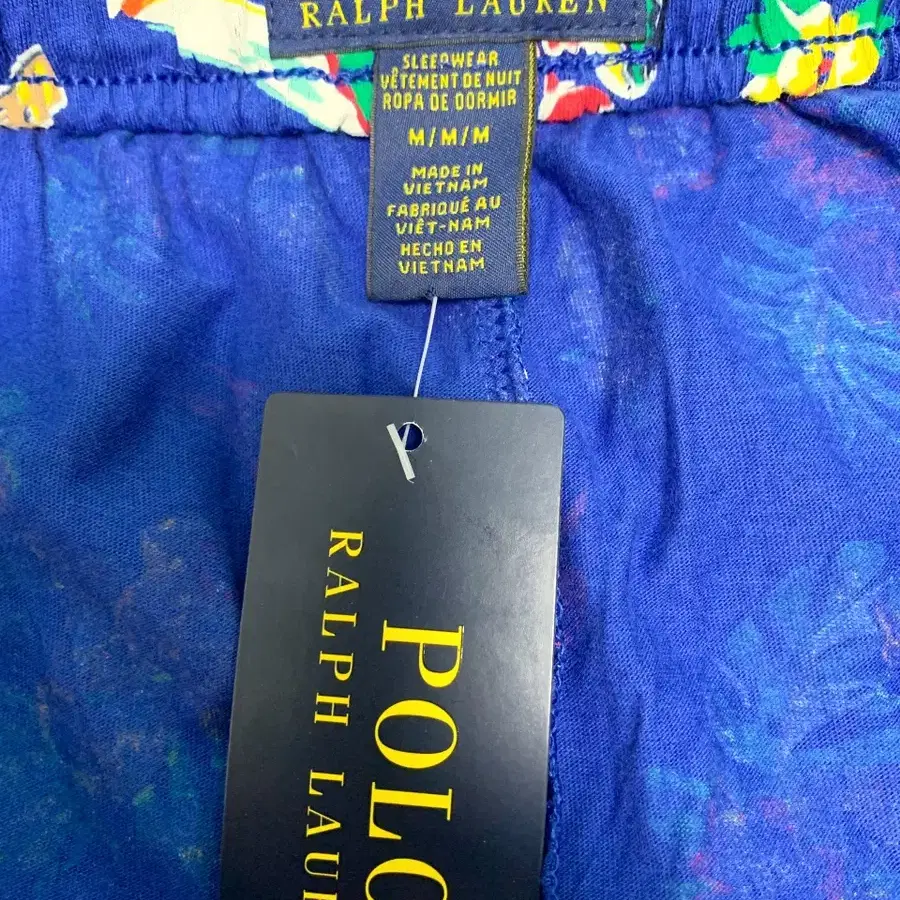 RALPH LAUREN
SLEEPWEAR
VÊTEMENT DE NUIT
ROPA DE DORMIR
M/M/M
MADE IN
VIETNAM
FABRIQUÉ AU
VIÊT-NAM
HECHO EN
VIETNAM
POLO
RALPH LAUR